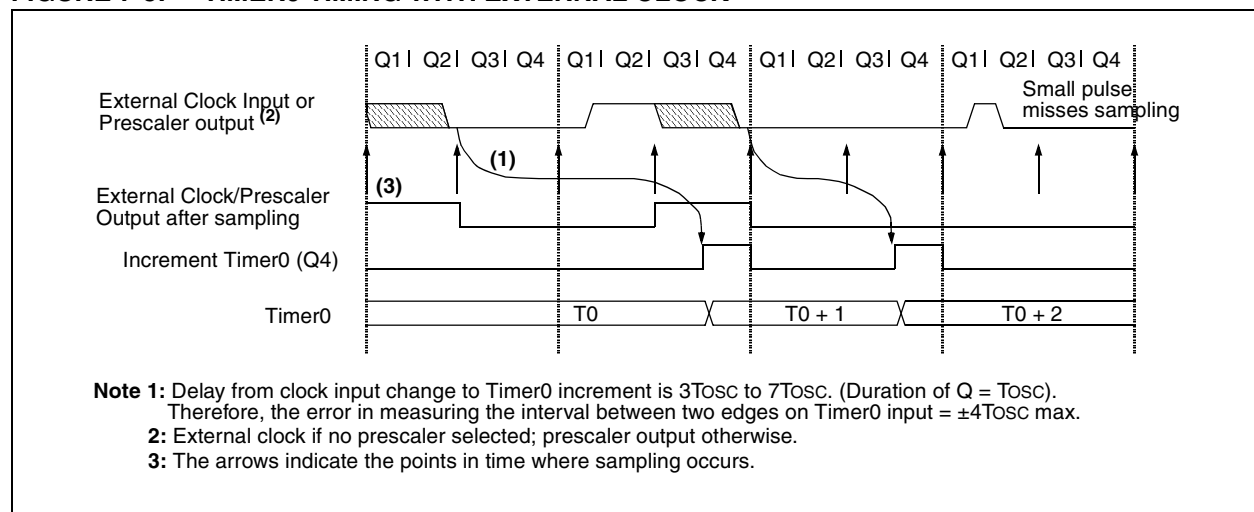 Q1 Q2 Q3 Q4 Q1 Q2 Q3 Q4 Q1 Q2 Q3 Q4 Q1 Q2 Q3 Q4
External Clock Input or
Prescaler output (2)
Small pulse
misses sampling
(1)
(3)
External Clock/Prescaler
Output after sampling
Increment Timer0 (Q4)
Timer0
T0 T0 + 1 T0 + 2
Note 1: Delay from clock input change to Timer0 increment is 3TOSC to 7TOSC. (Duration of Q = TOSC).
Therefore, the error in measuring the interval between two edges on Timer0 input = ±4TOSC max.
2: External clock if no prescaler selected; prescaler output otherwise.
3: The arrows indicate the points in time where sampling occurs.